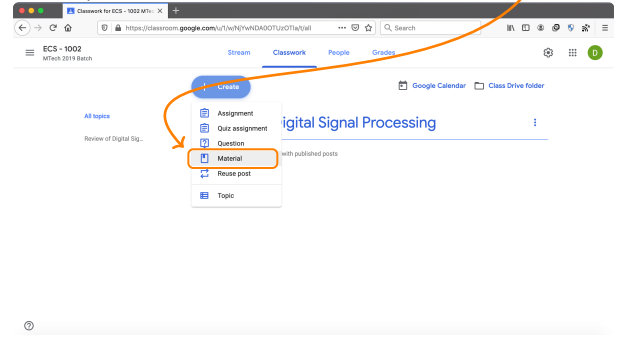 Classwork for ECS - 1002 MTec
https://classroom.google.com/u/1/w/NjYwNDA0OTUzOTIa/t/all
Search
ECS - 1002
MTech 2019 Batch
Stream
Classwork
People
Grades
D
Create
Google Calendar
Class Drive folder
All topics
Review of Digital Sig...
Assignment
Quiz assignment
Question
Material
Reuse post
Topic
igital Signal Processing
with published posts